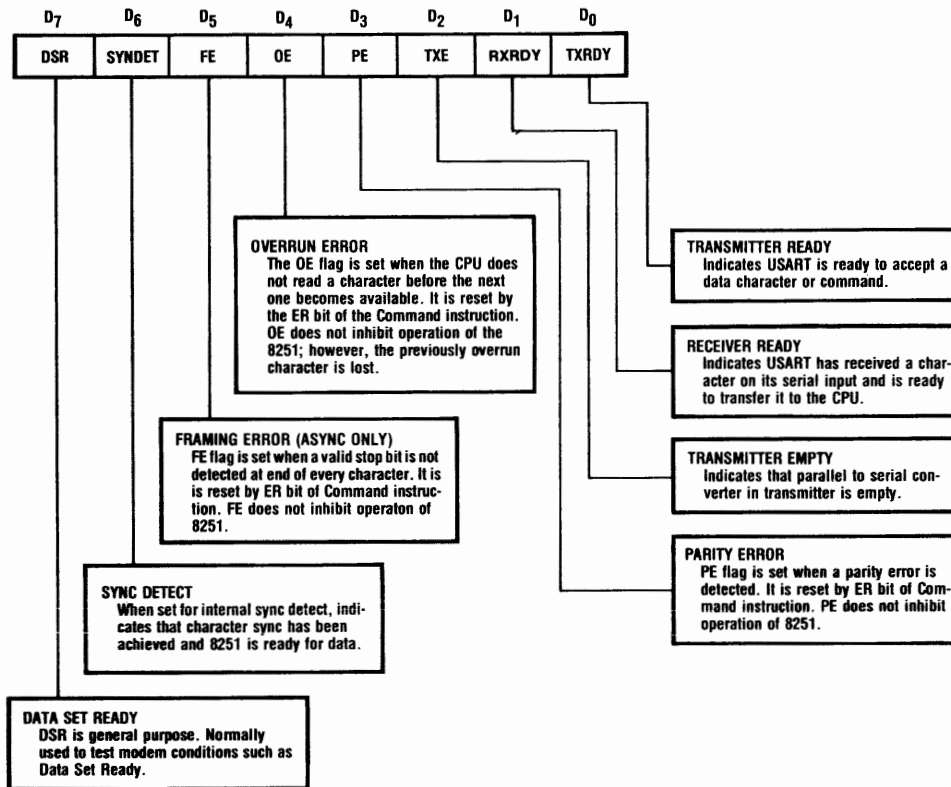 D7 D6 D5 D4 D3 D2 D1 D0
DSR SYNDET FE OE PE TXE RXRDY TXRDY
OVERRUN ERROR
The OE flag is set when the CPU does
not read a character before the next
one becomes available. It is reset by
the ER bit of the Command instruction.
OE does not inhibit operation of the
8251; however, the previously overrun
character is lost.
TRANSMITTER READY
Indicates USART is ready to accept a
data character or command.
RECEIVER READY
Indicates USART has received a char-
acter on its serial input and is ready
to transfer it to the CPU.
FRAMING ERROR (ASYNC ONLY)
FE flag is set when a valid stop bit is not
detected at end of every character. It is
is reset by ER bit of Command instruc-
tion. FE does not inhibit operaton of
8251.
TRANSMITTER EMPTY
Indicates that parallel to serial con-
verter in transmitter is empty.
PARITY ERROR
PE flag is set when a parity error is
detected. It is reset by ER bit of Com-
mand instruction. PE does not inhibit
operation of 8251.
SYNC DETECT
When set for internal sync detect, indi-
cates that character sync has been
achieved and 8251 is ready for data.
DATA SET READY
DSR is general purpose. Normally
used to test modem conditions such as
Data Set Ready.